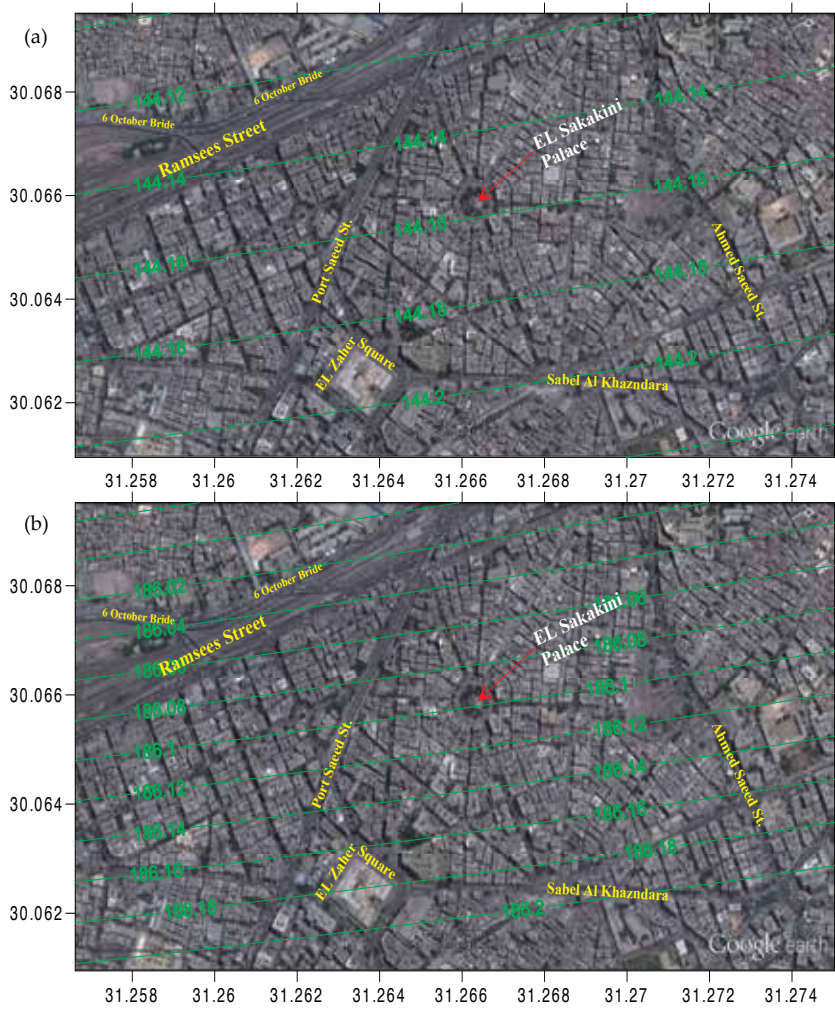 (a)
30.068
30.066
30.064
30.062
144.12
6 October Bride
6 October Bride
Ramsees Street
144.14
144.14
144.14
EL Sakakini
Palace
144.16
144.16
144.16
Port Saeed St.
Ahmed Saeed St.
144.18
144.18
144.18
EL Zaher Square
144.2
144.2
Sabel Al Khazndara
Google earth
31.258 31.26 31.262 31.264 31.266 31.268 31.27 31.272 31.274
(b)
30.068
30.066
30.064
30.062
186.02
6 October Bride
6 October Bride
186.04
Ramsees Street
186.06
EL Sakakini
Palace
186.08
186.08
186.1
186.1
186.12
186.12
Port Saeed St.
Ahmed Saeed St.
186.14
186.14
186.16
186.16
186.18
186.18
EL Zaher Square
186.2
Sabel Al Khazndara
Google earth
31.258 31.26 31.262 31.264 31.266 31.268 31.27 31.272 31.274